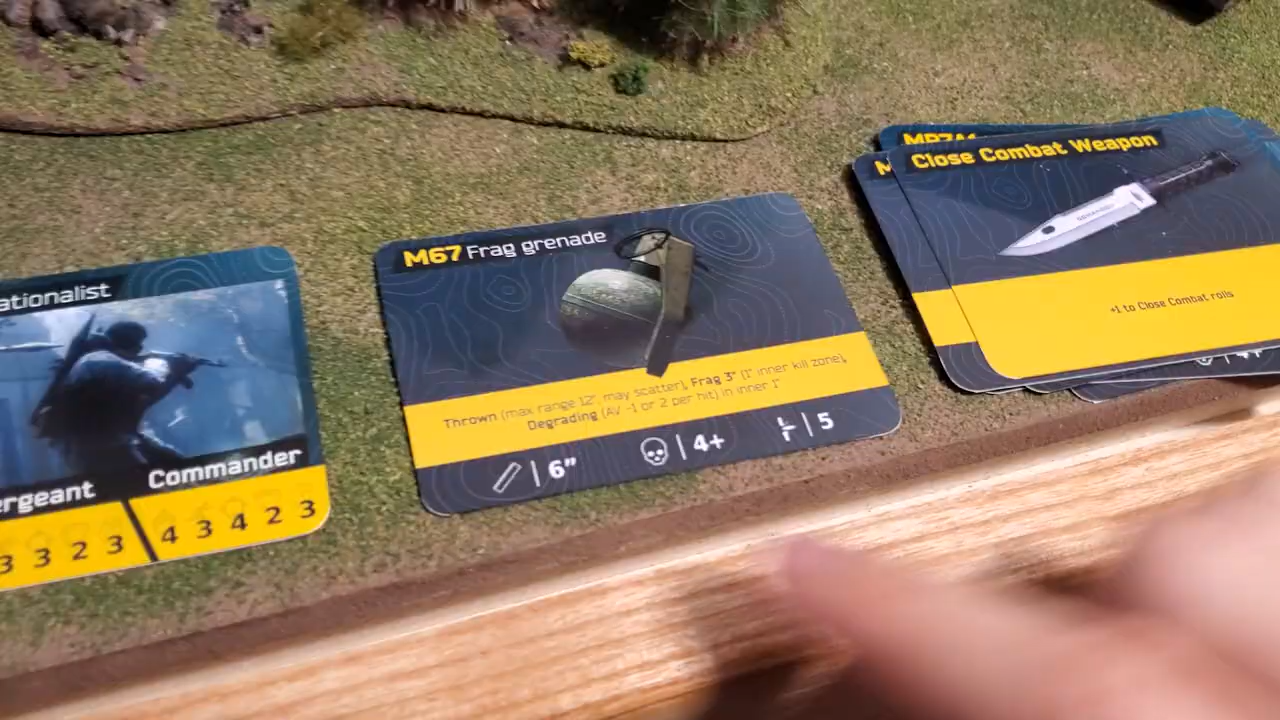 ationalist
ergeant
Commander
3 3 2 3
4 3 4 2 3
M67 Frag grenade
Thrown (max range 12", may scatter), Frag 3" (1" inner kill zone),
Degrading (AV -1 or 2 per hit) in inner 1"
| 6"
| 4+
| 5
Close Combat Weapon
+1 to Close Combat rolls